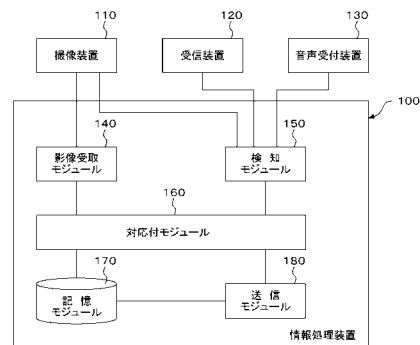 110
120
130
撮像装置
受信装置
音声受付装置
100
140
150
影像受取
モジュール
検 知
モジュール
160
対応付モジュール
170
180
記 憶
モジュール
送 信
モジュール
情報処理装置